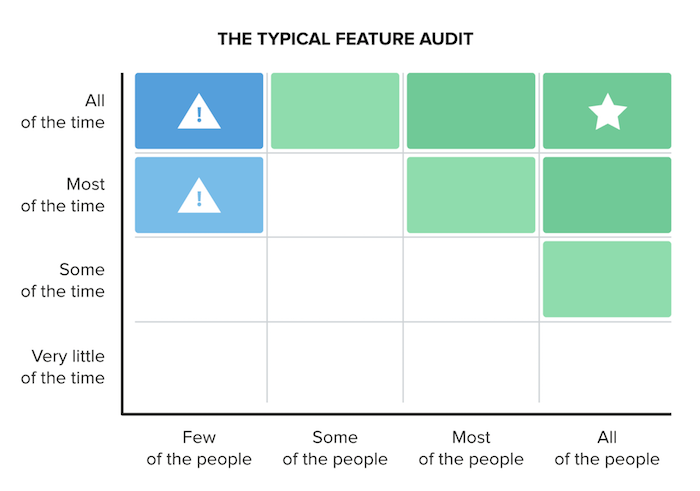 THE TYPICAL FEATURE AUDIT
All
of the time
!
Most
of the time
!
Some
of the time
Very little
of the time
Few
of the people
Some
of the people
Most
of the people
All
of the people